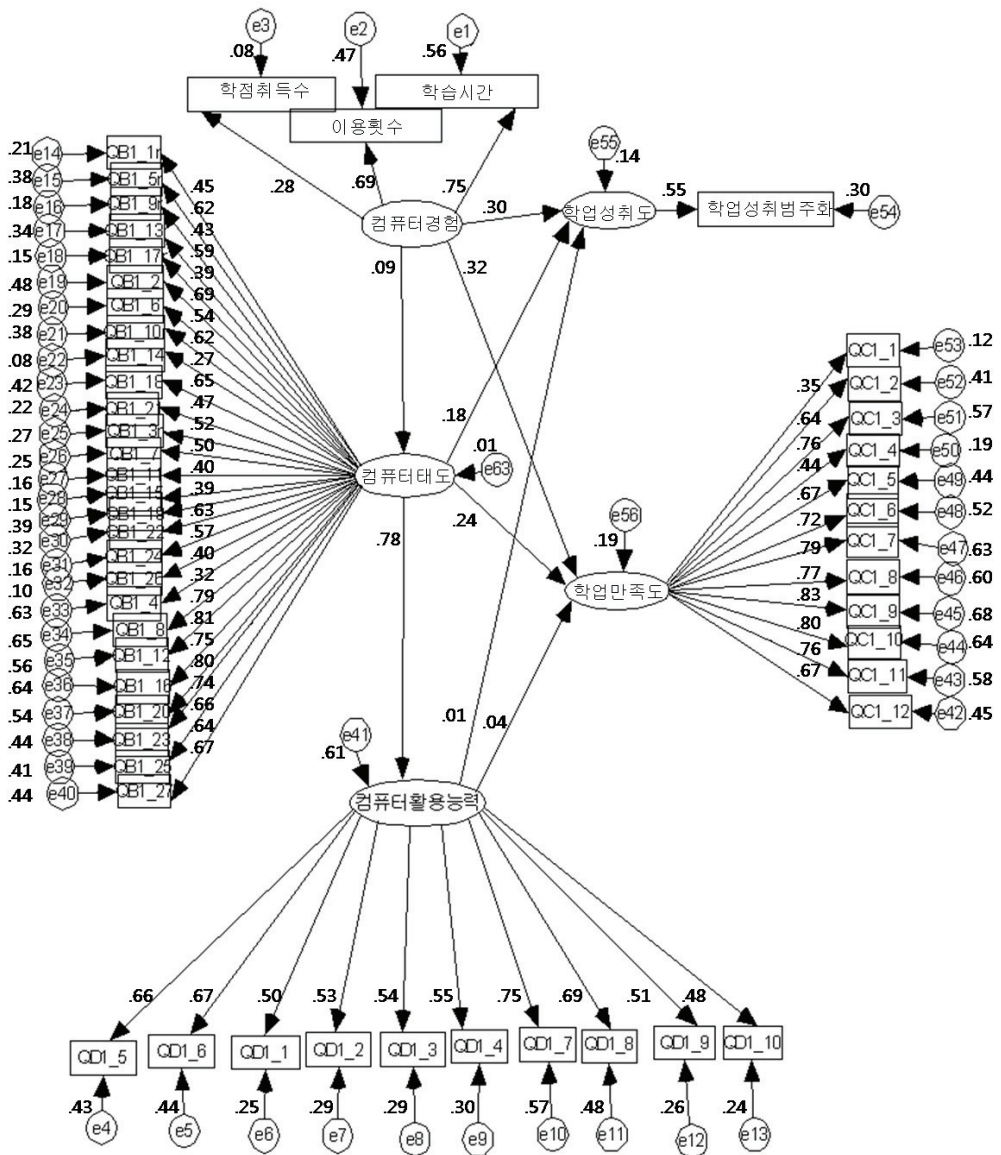 e3
e2
e1
.08
.47
.56
학점취득수
학습시간
이용횟수
.28
.69
.75
컴퓨터경험
.30
e55
.14
학업성취도
.55
학업성취범주화
.30
e54
.09
.32
.21 e14 QB1_1r .45
.38 e15 QB1_5r .62
.18 e16 QB1_9r .43
.34 e17 QB1_13 .59
.15 e18 QB1_17 .39
.48 e19 QB1_2 .69
.29 e20 QB1_6 .54
.38 e21 QB1_10 .62
.08 e22 QB1_14 .27
.42 e23 .65
.22 e24 .47
.27 e25 .52
.25 e26 .50
.16 e27 .40
.15 e28 .39
.39 e29 .63
.32 e30 .57
.16 e31 QB1_24 .40
.10 e32 QB1_26 .32
.63 e33 QB1_4 .79
.65 e34 QB1_8 .81
.56 e35 QB1_12 .75
.64 e36 QB1_16 .80
.54 e37 QB1_20 .74
.44 e38 QB1_23 .66
.41 e39 QB1_25 .64
.44 e40 QB1_27 .67
.18
.01
컴퓨터태도
e63
.24
.78
e56
.19
학업만족도
.35 QC1_1 e53 .12
.64 QC1_2 e52 .41
.76 QC1_3 e51 .57
.44 QC1_4 e50 .19
.67 QC1_5 e49 .44
.72 QC1_6 e48 .52
.79 QC1_7 e47 .63
.77 QC1_8 e46 .60
.83 QC1_9 e45 .68
.80 QC1_10 e44 .64
.76 QC1_11 e43 .58
.67 QC1_12 e42 .45
.01
.04
e41
.61
컴퓨터활용능력
.66 .67 .50 .53 .54 .55 .75 .69 .51 .48
QD1_5 QD1_6 QD1_1 QD1_2 QD1_3 QD1_4 QD1_7 QD1_8 QD1_9 QD1_10
.43 .44 .25 .29 .29 .30 .57 .48 .26 .24
e4 e5 e6 e7 e8 e9 e10 e11 e12 e13